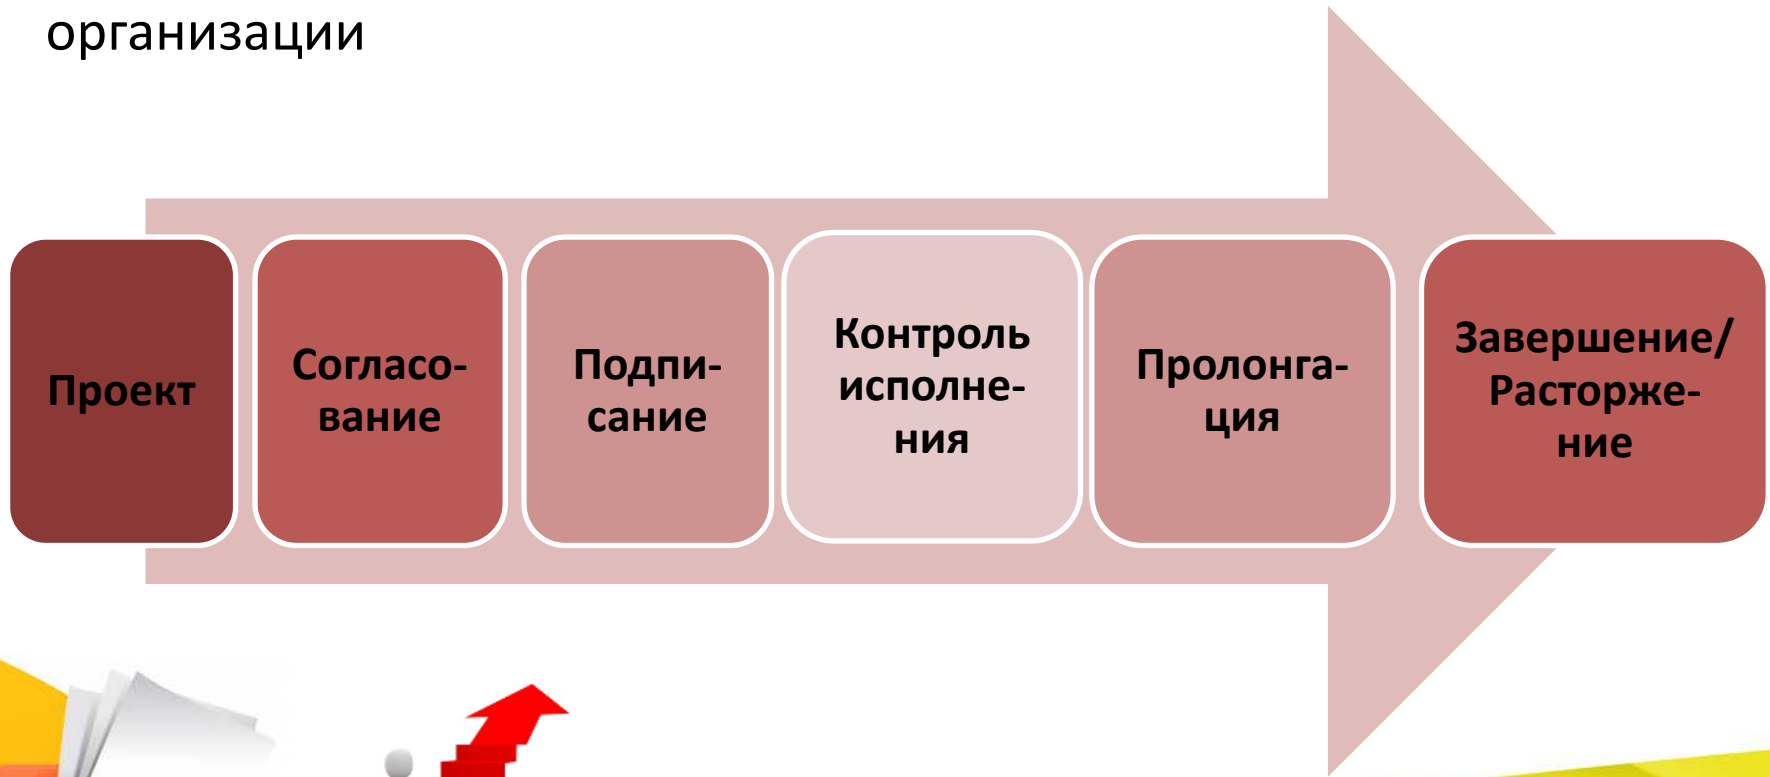 организации
Проект
Согласо-
вание
Подпи-
сание
Контроль
исполне-
ния
Пролонга-
ция
Завершение/
Расторже-
ние